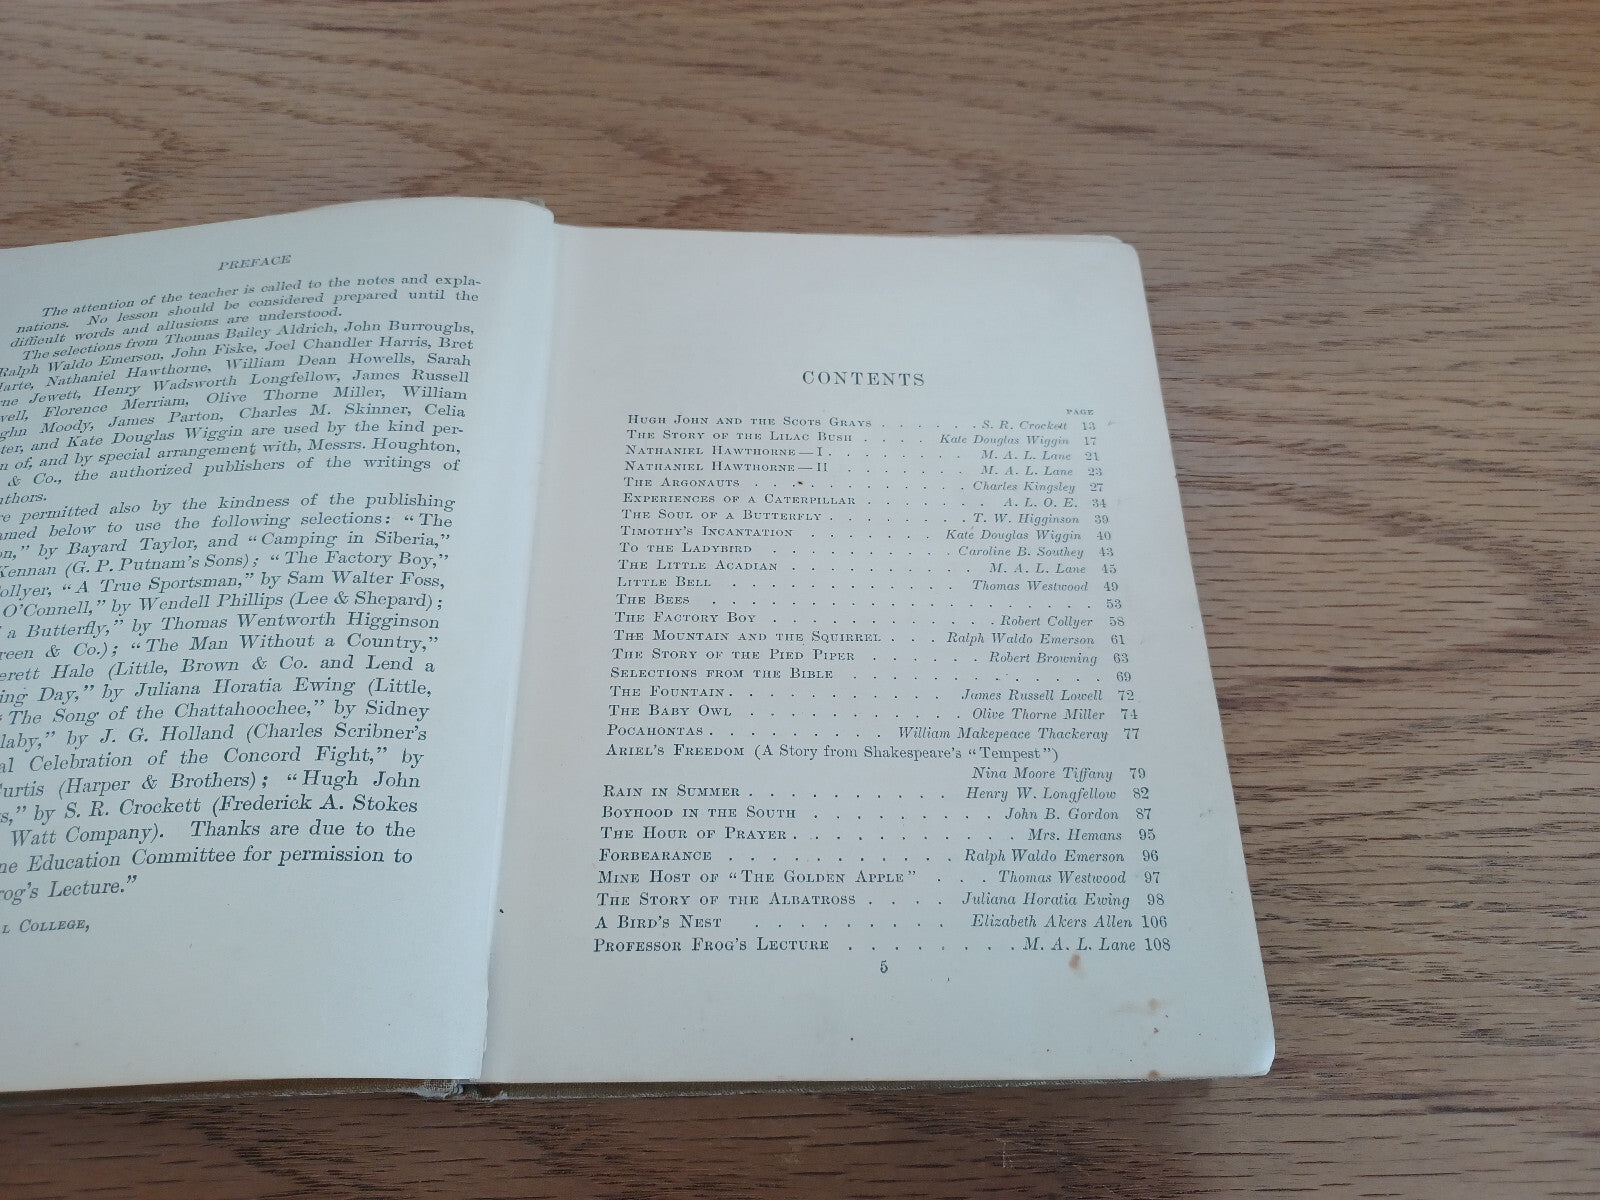 PREFACE
The attention of the teacher is called to the notes and expla-
nations. No lesson should be considered prepared until the
difficult words and allusions are understood.
The selections from Thomas Bailey Aldrich, John Burroughs,
Ralph Waldo Emerson, John Fiske, Joel Chandler Harris, Bret
Harte, Nathaniel Hawthorne, William Dean Howells, Sarah
Jewett, Henry Wadsworth Longfellow, James Russell
Florence Merriam, Olive Thorne Miller, William
Moody, James Parton, Charles M. Skinner, Celia
and Kate Douglas Wiggin are used by the kind per-
of, and by special arrangement with, Messrs. Houghton,
& Co., the authorized publishers of the writings of
permitted also by the kindness of the publishing
named below to use the following selections: “The
by Bayard Taylor, and “Camping in Siberia,”
Kennan (G. P. Putnam's Sons); “The Factory Boy,”
Collyer, “A True Sportsman,” by Sam Walter Foss,
O'Connell,” by Wendell Phillips (Lee & Shepard);
a Butterfly,” by Thomas Wentworth Higginson
& Co.); “The Man Without a Country,”
Hale (Little, Brown & Co. and Lend a
Day,” by Juliana Horatia Ewing (Little,
“The Song of the Chattahoochee,” by Sidney
by J. G. Holland (Charles Scribner's
Celebration of the Concord Fight,” by
Curtis (Harper & Brothers); “Hugh John
by S. R. Crockett (Frederick A. Stokes
Watt Company). Thanks are due to the
Education Committee for permission to
Lecture.”
COLLEGE,
CONTENTS
PAGE
HUGH JOHN AND THE SCOTS GRAYS . . . . . . S. R. Crockett 13
THE STORY OF THE LILAC BUSH . . . . . Kate Douglas Wiggin 17
NATHANIEL HAWTHORNE—I . . . . . . . . M. A. L. Lane 21
NATHANIEL HAWTHORNE—II . . . . . . . . M. A. L. Lane 23
THE ARGONAUTS . . . . . . . . . . . Charles Kingsley 27
EXPERIENCES OF A CATERPILLAR . . . . . . . A. L. O. E. 34
THE SOUL OF A BUTTERFLY . . . . . . . . T. W. Higginson 39
TIMOTHY'S INCANTATION . . . . . . . Kate Douglas Wiggin 40
TO THE LADYBIRD . . . . . . . . . Caroline B. Southey 43
THE LITTLE ACADIAN . . . . . . . . . . M. A. L. Lane 45
LITTLE BELL . . . . . . . . . . . . Thomas Westwood 49
THE BEES . . . . . . . . . . . . . . . . . . . 53
THE FACTORY BOY . . . . . . . . . . . Robert Collyer 58
THE MOUNTAIN AND THE SQUIRREL . . . Ralph Waldo Emerson 61
THE STORY OF THE PIED PIPER . . . . . . Robert Browning 63
SELECTIONS FROM THE BIBLE . . . . . . . . . . . . 69
THE FOUNTAIN . . . . . . . . . . James Russell Lowell 72
THE BABY OWL . . . . . . . . . . . Olive Thorne Miller 74
POCAHONTAS . . . . . . . . . William Makepeace Thackeray 77
ARIEL'S FREEDOM (A Story from Shakespeare's “Tempest”)
Nina Moore Tiffany 79
RAIN IN SUMMER . . . . . . . . . . Henry W. Longfellow 82
BOYHOOD IN THE SOUTH . . . . . . . . . John B. Gordon 87
THE HOUR OF PRAYER . . . . . . . . . . . Mrs. Hemans 95
FORBEARANCE . . . . . . . . . . Ralph Waldo Emerson 96
MINE HOST OF “THE GOLDEN APPLE” . . . Thomas Westwood 97
THE STORY OF THE ALBATROSS . . . . Juliana Horatia Ewing 98
A BIRD'S NEST . . . . . . . . Elizabeth Akers Allen 106
PROFESSOR FROG'S LECTURE . . . . . . . . M. A. L. Lane 108
5